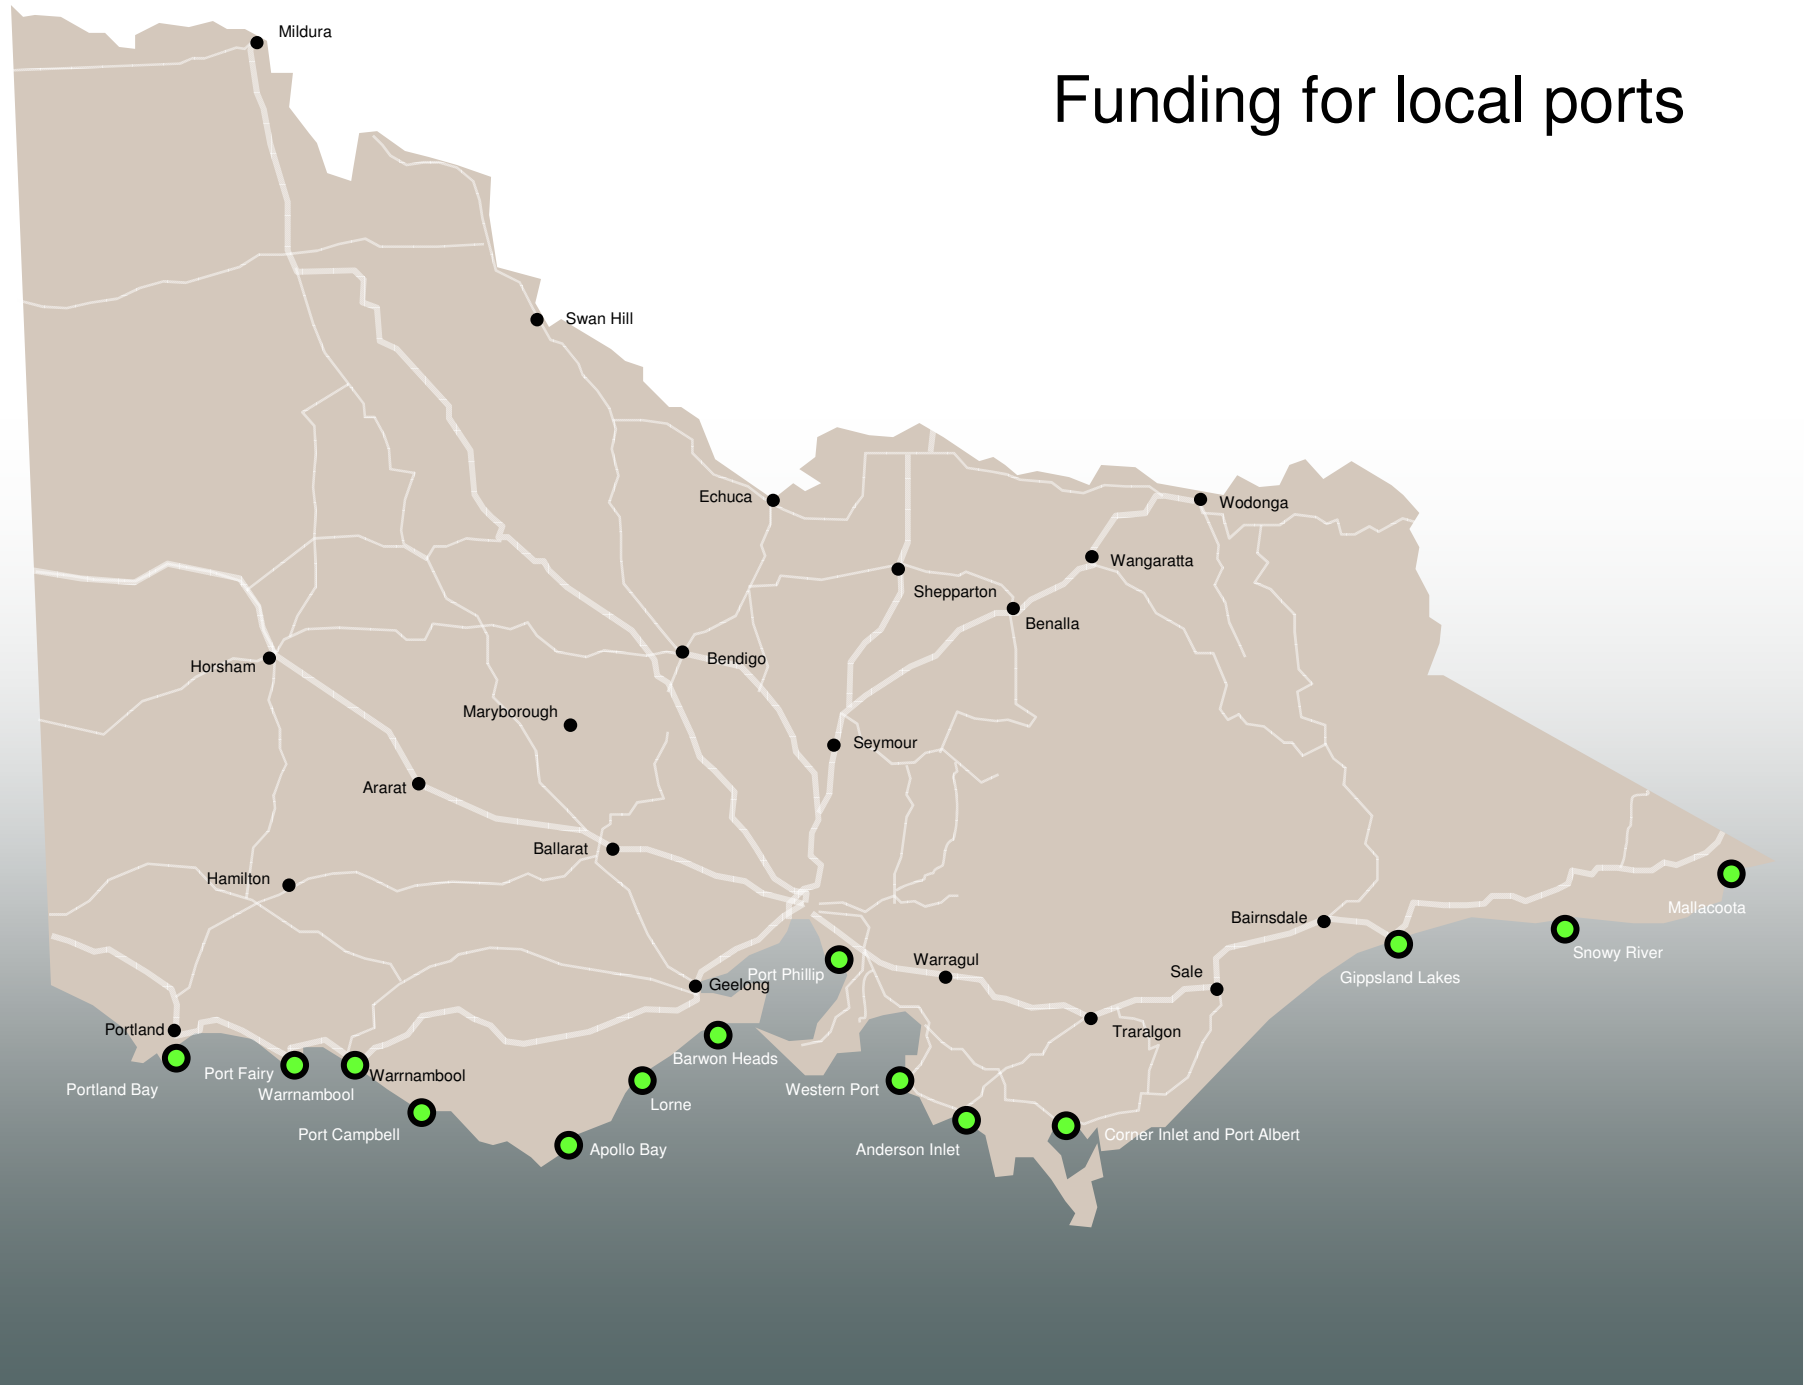 Mildura
Funding for local ports
Swan Hill
Echuca
Wodonga
Wangaratta
Shepparton
Benalla
Horsham
Bendigo
Maryborough
Seymour
Ararat
Ballarat
Hamilton
Mallacoota
Bairnsdale
Snowy River
Warragul
Port Phillip
Sale
Gippsland Lakes
Geelong
Portland
Traralgon
Barwon Heads
Port Fairy
Warrnambool
Portland Bay
Warrnambool
Western Port
Lorne
Port Campbell
Corner Inlet and Port Albert
Apollo Bay
Anderson Inlet